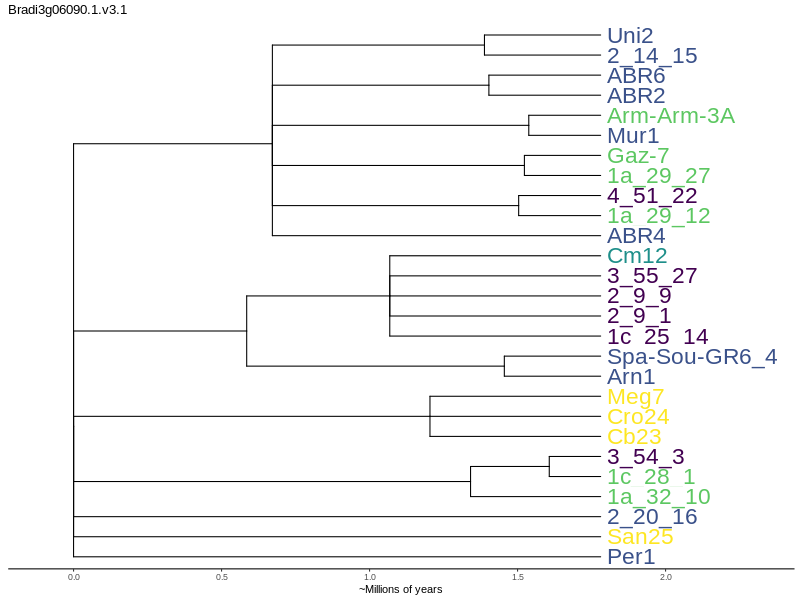 Bradi3g06090.1.v3.1
Uni2
2_14_15
ABR6
ABR2
Arm-Arm-3A
Mur1
Gaz-7
1a_29_27
4_51_22
1a_29_12
ABR4
Cm12
3_55_27
2_9_9
2_9_1
1c_25_14
Spa-Sou-GR6_4
Arn1
Meg7
Cro24
Cb23
3_54_3
1c_28_1
1a_32_10
2_20_16
San25
Per1
0.0 0.5 1.0 1.5 2.0
~Millions of years